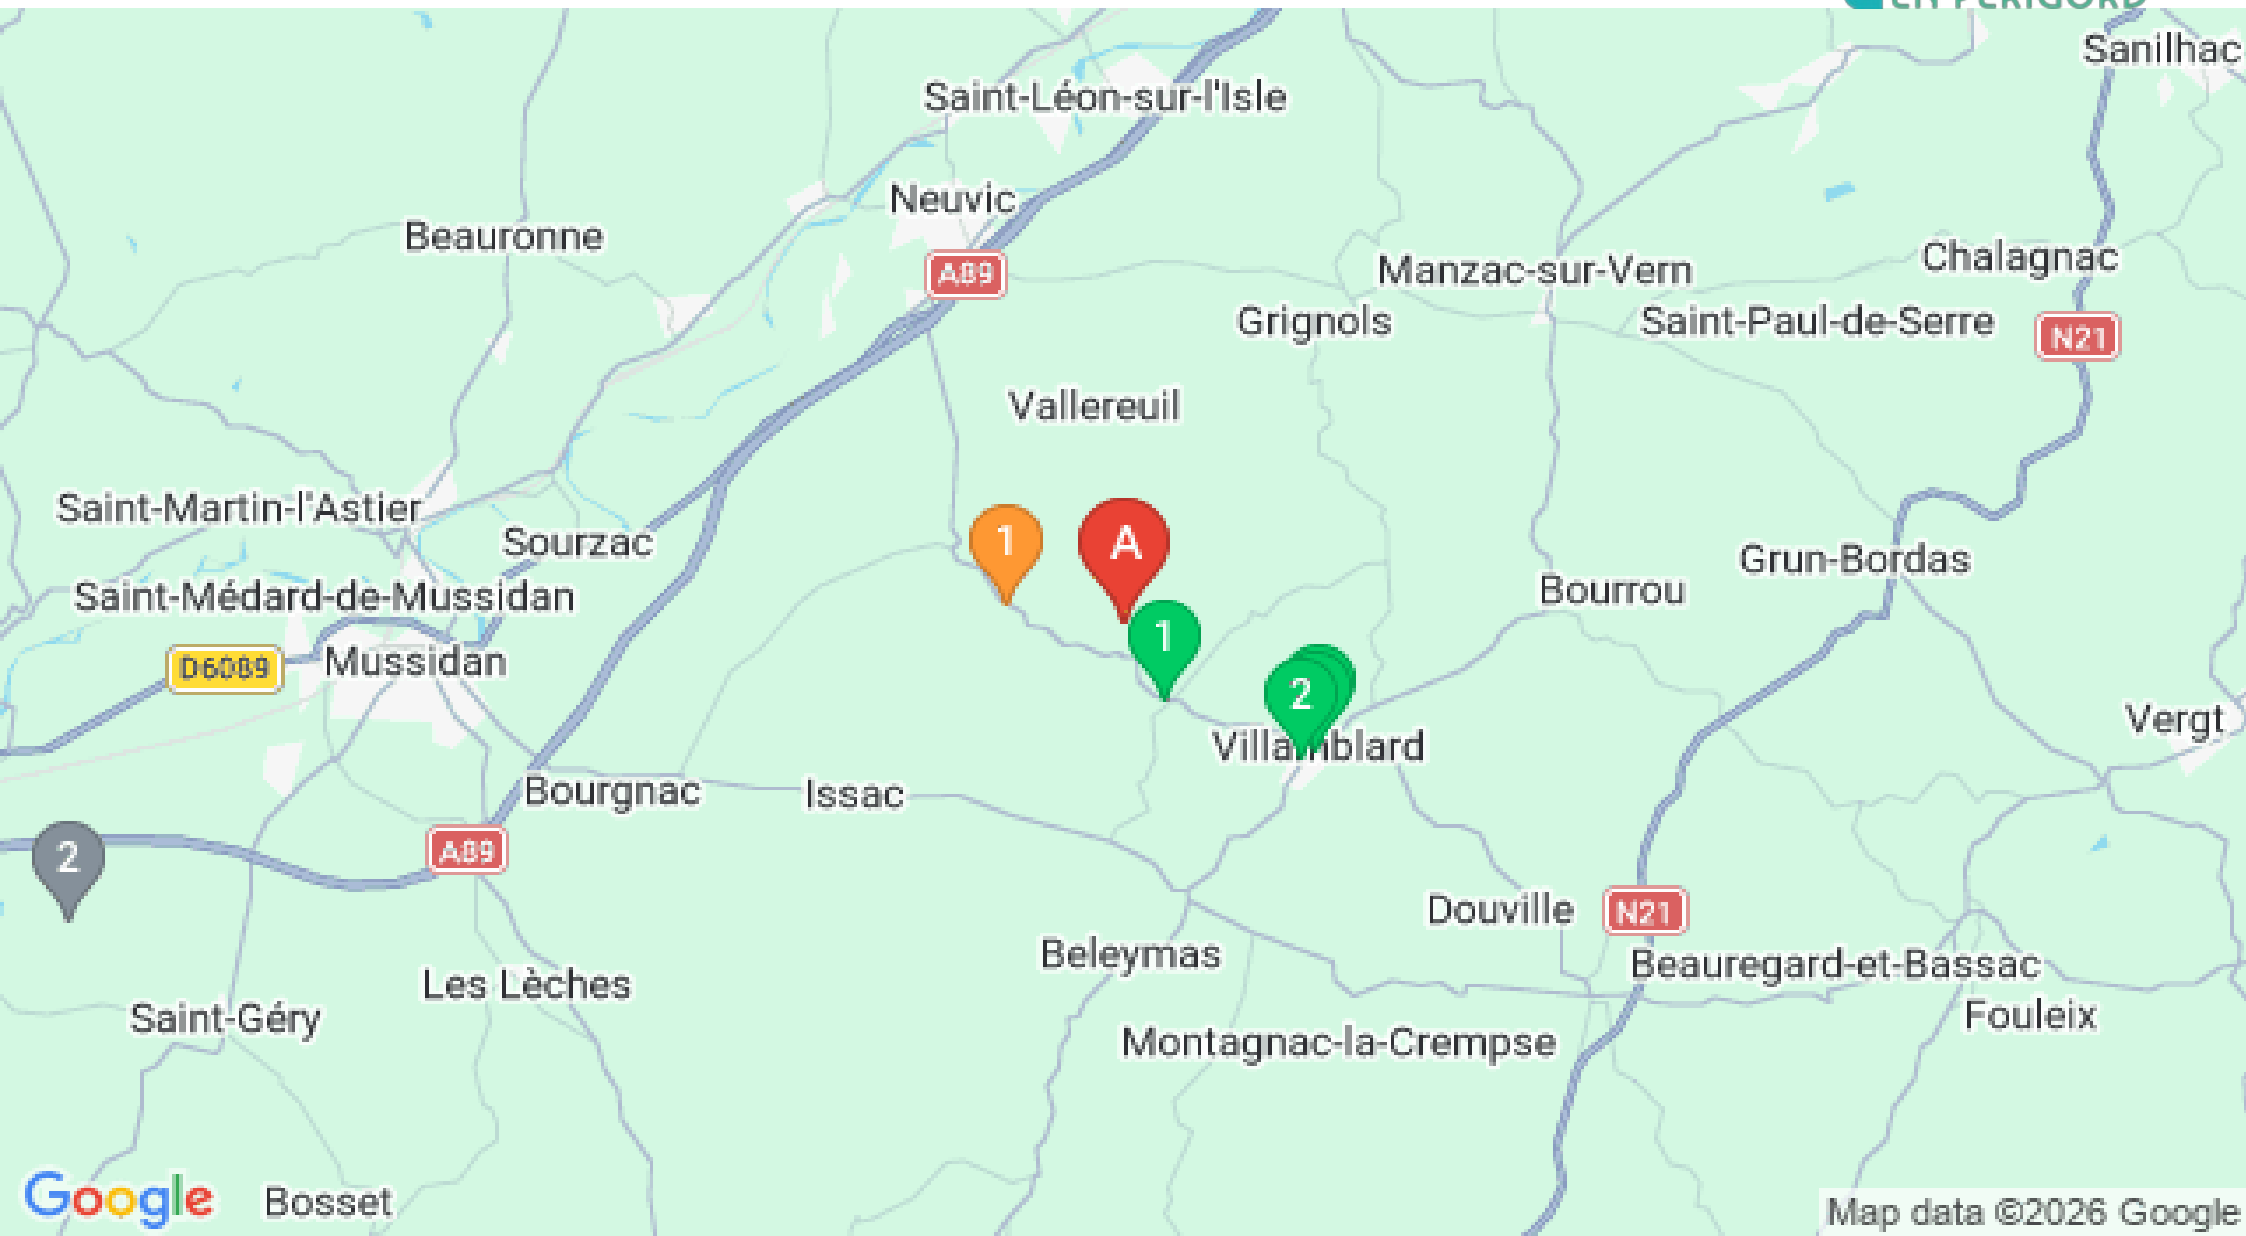 EN PÉRIGORD
Sanilhac
Saint-Léon-sur-l'Isle
Neuvic
Beauronne
A89
Chalagnac
Manzac-sur-Vern
Grignols
Saint-Paul-de-Serre
N21
Vallereuil
Saint-Martin-l'Astier
Sourzac
1
A
Grun-Bordas
Bourrou
Saint-Médard-de-Mussidan
1
D6089
Mussidan
2
Vergt
Villamblard
Bourgnac
Issac
A89
2
Douville
N21
Beleymas
Beauregard-et-Bassac
Les Lèches
Saint-Géry
Fouleix
Montagnac-la-Crempse
Google
Bosset
Map data ©2026 Google